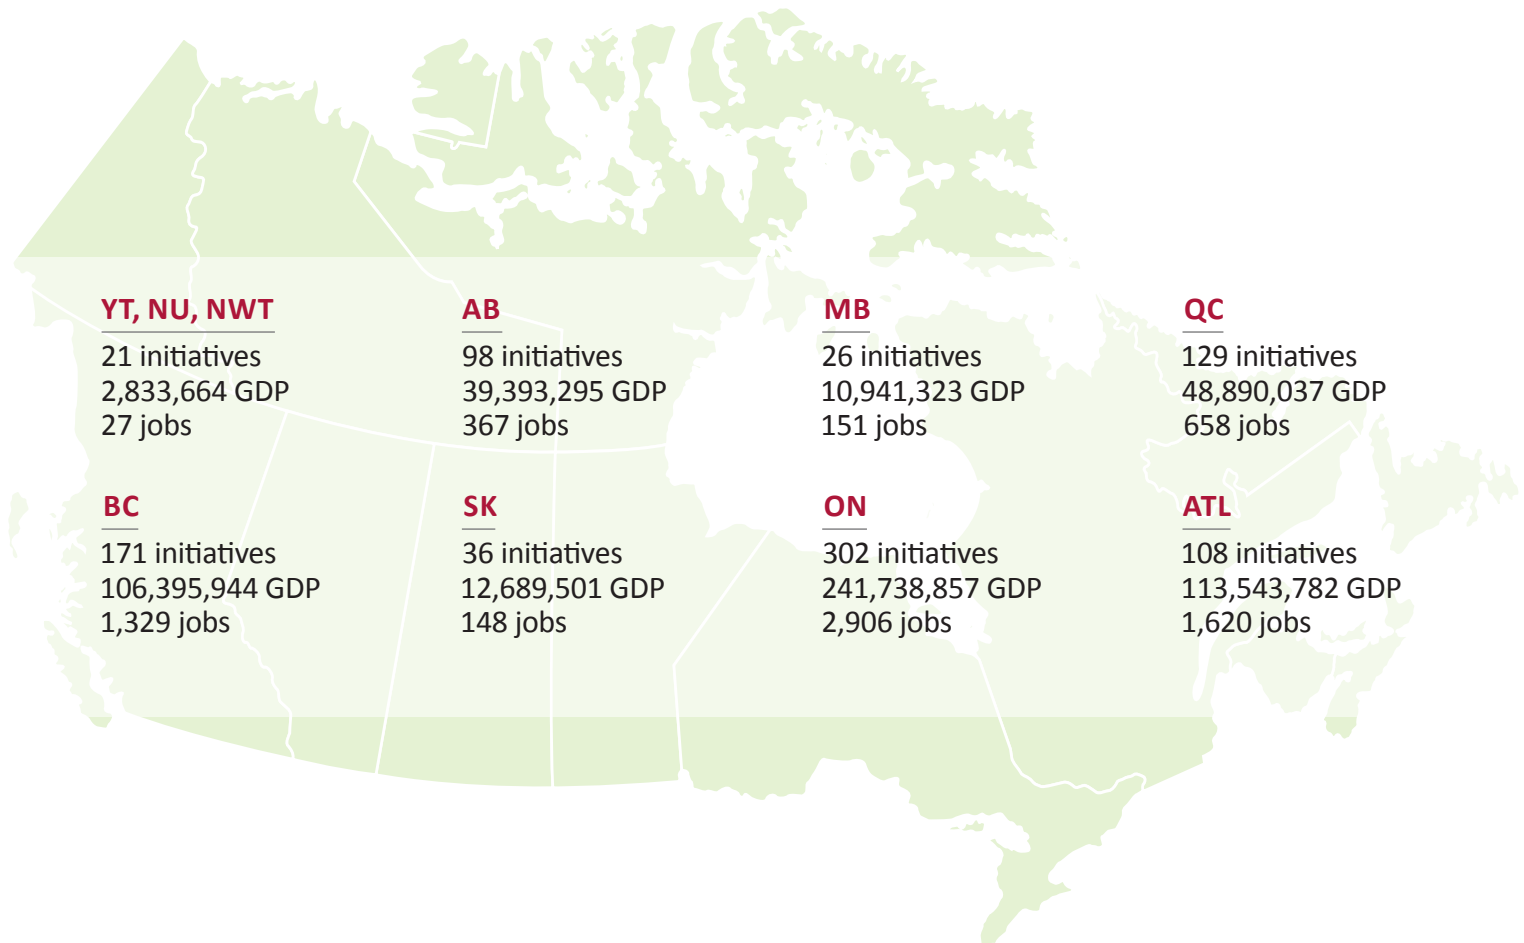 YT, NU, NWT
21 initiatives
2,833,664 GDP
27 jobs
AB
98 initiatives
39,393,295 GDP
367 jobs
MB
26 initiatives
10,941,323 GDP
151 jobs
QC
129 initiatives
48,890,037 GDP
658 jobs
BC
171 initiatives
106,395,944 GDP
1,329 jobs
SK
36 initiatives
12,689,501 GDP
148 jobs
ON
302 initiatives
241,738,857 GDP
2,906 jobs
ATL
108 initiatives
113,543,782 GDP
1,620 jobs